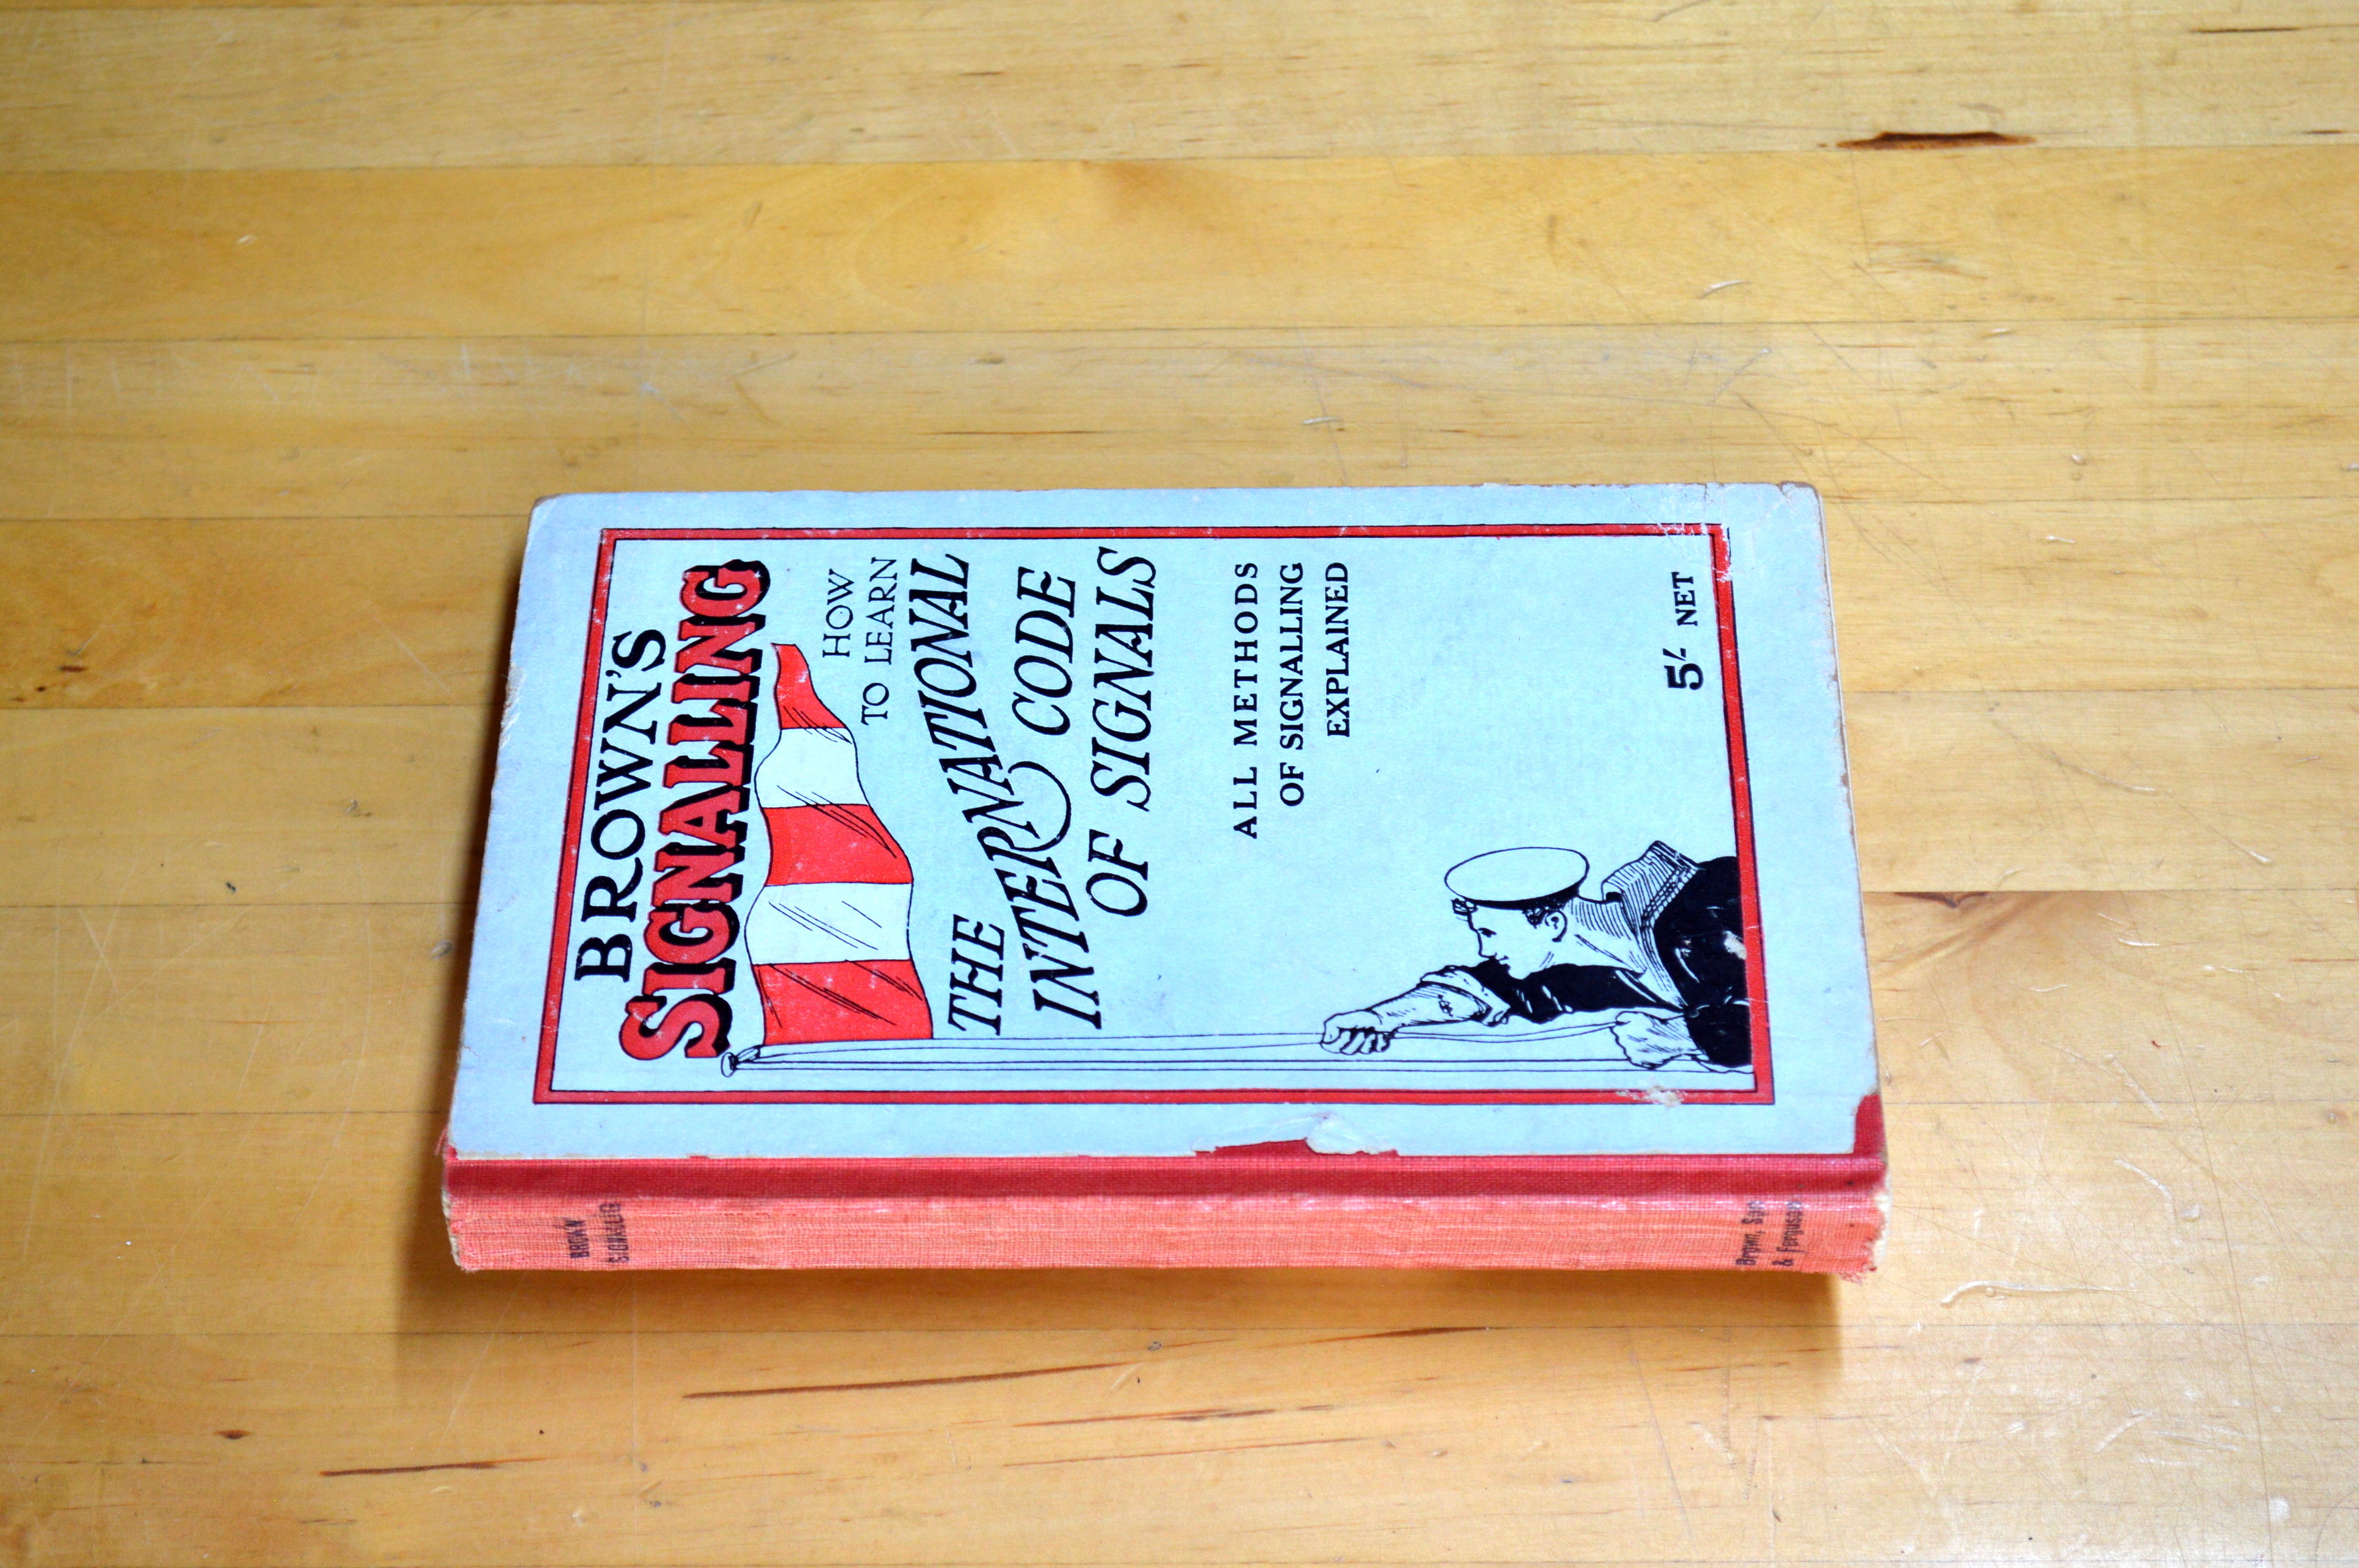 BROWN'S
SIGNALLING
HOW
TO LEARN
THE
INTERNATIONAL
CODE
OF SIGNALS
ALL METHODS
OF SIGNALLING
EXPLAINED
5/- NET
BROWN
SIGNALLING
Brown, Son
& Ferguson